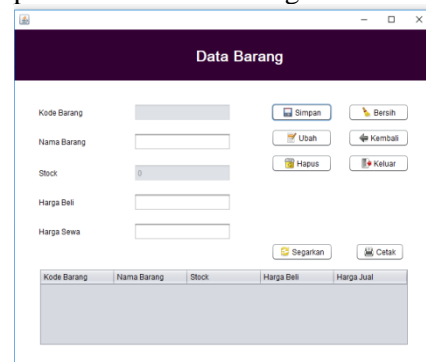 Data Barang
Kode Barang
Simpan Bersih
Nama Barang
Ubah Kembali
Stock 0
Hapus Keluar
Harga Beli
Harga Sewa
Segarkan Cetak
Kode Barang Nama Barang Stock Harga Beli Harga Jual